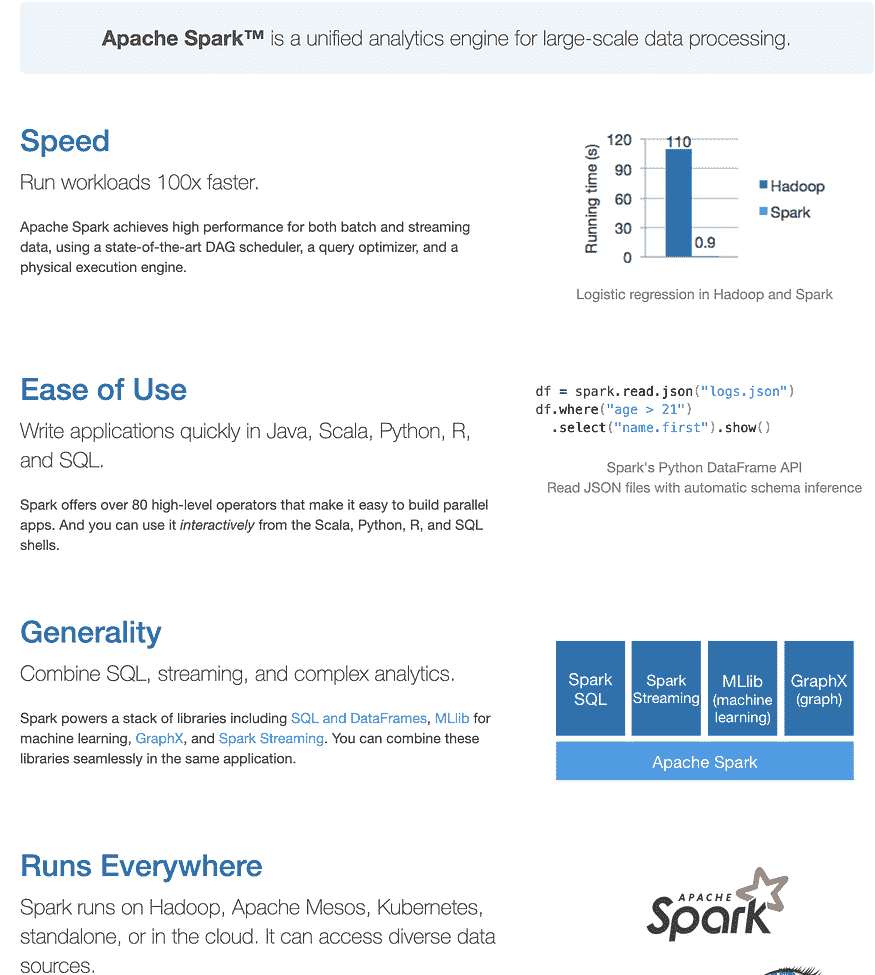 Apache Spark™ is a unified analytics engine for large-scale data processing.
Speed
Run workloads 100x faster.
Apache Spark achieves high performance for both batch and streaming
data, using a state-of-the-art DAG scheduler, a query optimizer, and a
physical execution engine.
Running time (s)
120
90
60
30
0
110
0.9
Hadoop
Spark
Logistic regression in Hadoop and Spark
Ease of Use
Write applications quickly in Java, Scala, Python, R,
and SQL.
Spark offers over 80 high-level operators that make it easy to build parallel
apps. And you can use it interactively from the Scala, Python, R, and SQL
shells.
df = spark.read.json("logs.json")
df.where("age > 21")
.select("name.first").show()
Spark's Python DataFrame API
Read JSON files with automatic schema inference
Generality
Combine SQL, streaming, and complex analytics.
Spark powers a stack of libraries including SQL and DataFrames, MLlib for
machine learning, GraphX, and Spark Streaming. You can combine these
libraries seamlessly in the same application.
Spark
SQL
Spark
Streaming
MLlib
(machine
learning)
GraphX
(graph)
Apache Spark
Runs Everywhere
Spark runs on Hadoop, Apache Mesos, Kubernetes,
standalone, or in the cloud. It can access diverse data
sources.
APACHE
Spark